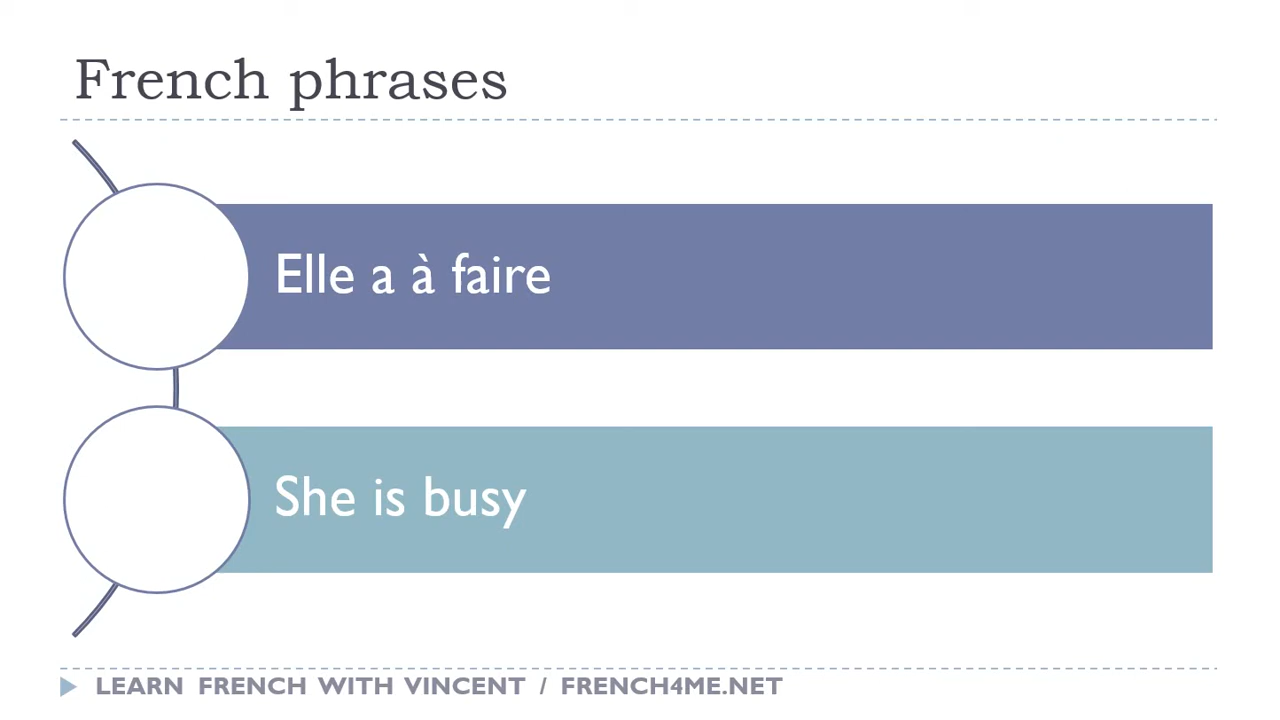 French phrases
Elle a à faire
She is busy
LEARN FRENCH WITH VINCENT / FRENCH4ME.NET